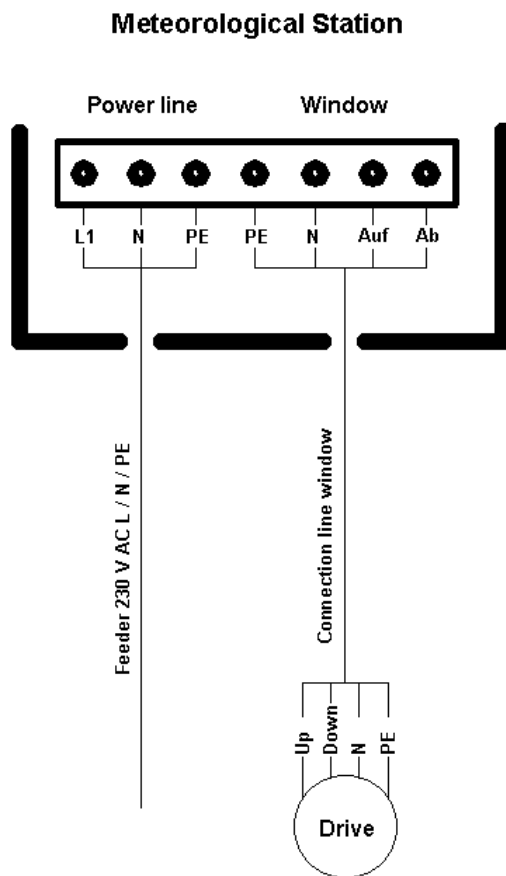 Meteorological Station
Power line
Window
L1 N PE PE N Auf Ab
Feeder 230 V AC L / N / PE
Connection line window
Up
Down
N
PE
Drive